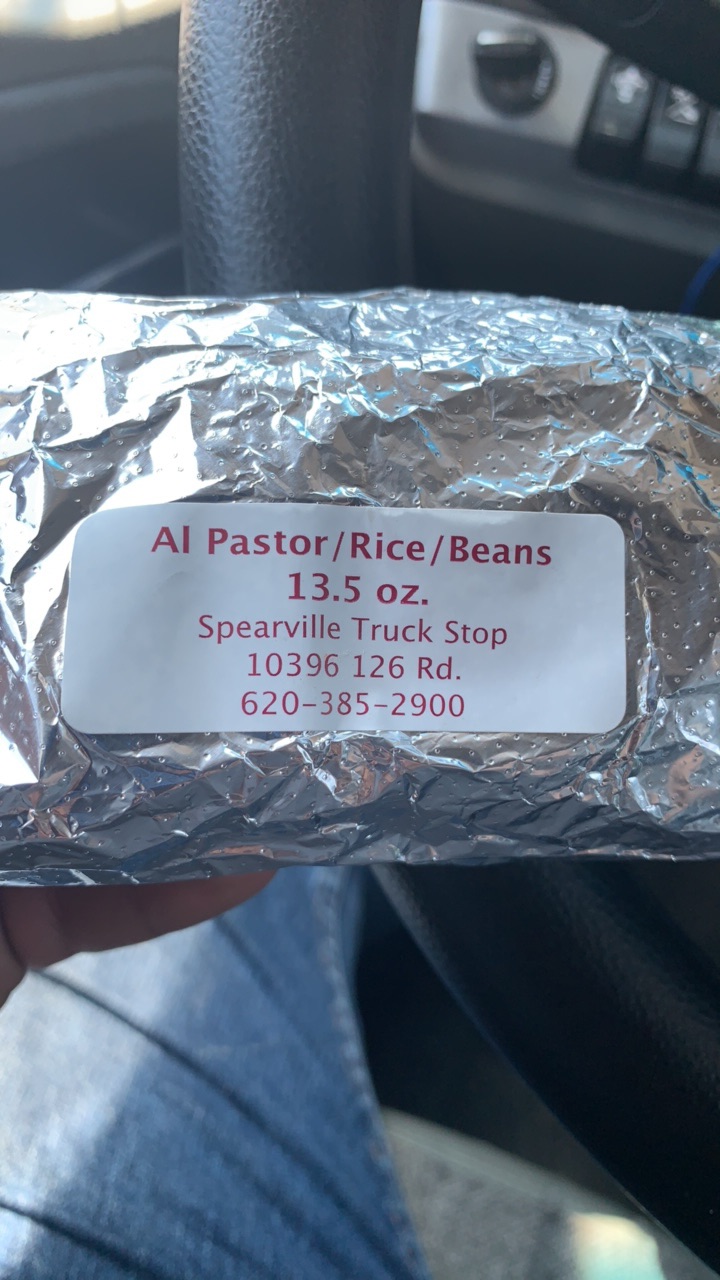 Al Pastor/Rice/Beans
13.5 oz.
Spearville Truck Stop
10396 126 Rd.
620-385-2900